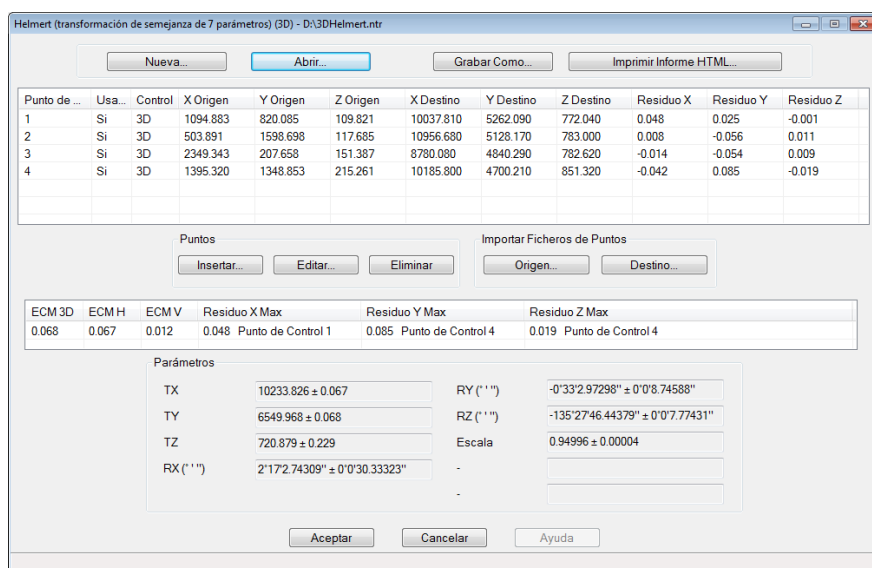 Helmert (transformación de semejanza de 7 parámetros) (3D) - D:\3DHelmert.ntr
Nueva... Abrir... Grabar Como... Imprimir Informe HTML...
Punto de ... Usa... Control X Origen Y Origen Z Origen X Destino Y Destino Z Destino Residuo X Residuo Y Residuo Z
1 Si 3D 1094.883 820.085 109.821 10037.810 5262.090 772.040 0.048 0.025 -0.001
2 Si 3D 503.891 1598.698 117.685 10956.680 5128.170 783.000 0.008 -0.056 0.011
3 Si 3D 2349.343 207.658 151.387 8780.080 4840.290 782.620 -0.014 -0.054 0.009
4 Si 3D 1395.320 1348.853 215.261 10185.800 4700.210 851.320 -0.042 0.085 -0.019
Puntos Importar Ficheros de Puntos
Insertar... Editar... Eliminar Origen... Destino...
ECM 3D ECM H ECM V Residuo X Max Residuo Y Max Residuo Z Max
0.068 0.067 0.012 0.048 Punto de Control 1 0.085 Punto de Control 4 0.019 Punto de Control 4
Parámetros
TX 10233.826 ± 0.067 RY (° ' '') -0°33'2.97298'' ± 0°0'8.74588''
TY 6549.968 ± 0.068 RZ (° ' '') -135°27'46.44379'' ± 0°0'7.77431''
TZ 720.879 ± 0.229 Escala 0.94996 ± 0.00004
RX (° ' '') 2°17'2.74309'' ± 0°0'30.33323'' -
-
Aceptar Cancelar Ayuda